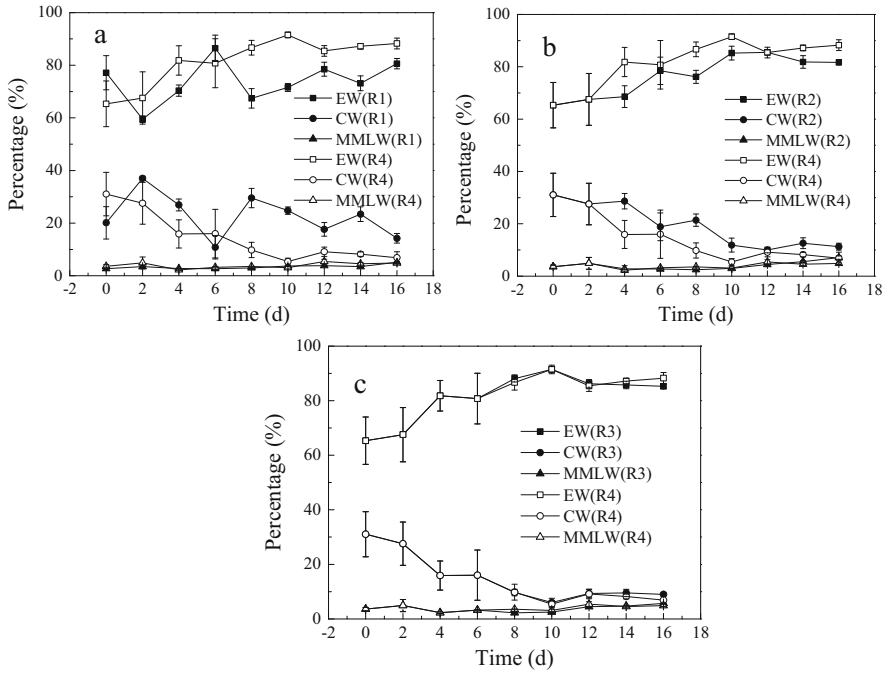 a
Percentage (%)
100
80
60
40
20
0
EW(R1)
CW(R1)
MMLW(R1)
EW(R4)
CW(R4)
MMLW(R4)
-2 0 2 4 6 8 10 12 14 16 18
Time (d)
b
Percentage (%)
100
80
60
40
20
0
EW(R2)
CW(R2)
MMLW(R2)
EW(R4)
CW(R4)
MMLW(R4)
-2 0 2 4 6 8 10 12 14 16 18
Time (d)
c
Percentage (%)
100
80
60
40
20
0
EW(R3)
CW(R3)
MMLW(R3)
EW(R4)
CW(R4)
MMLW(R4)
-2 0 2 4 6 8 10 12 14 16 18
Time (d)